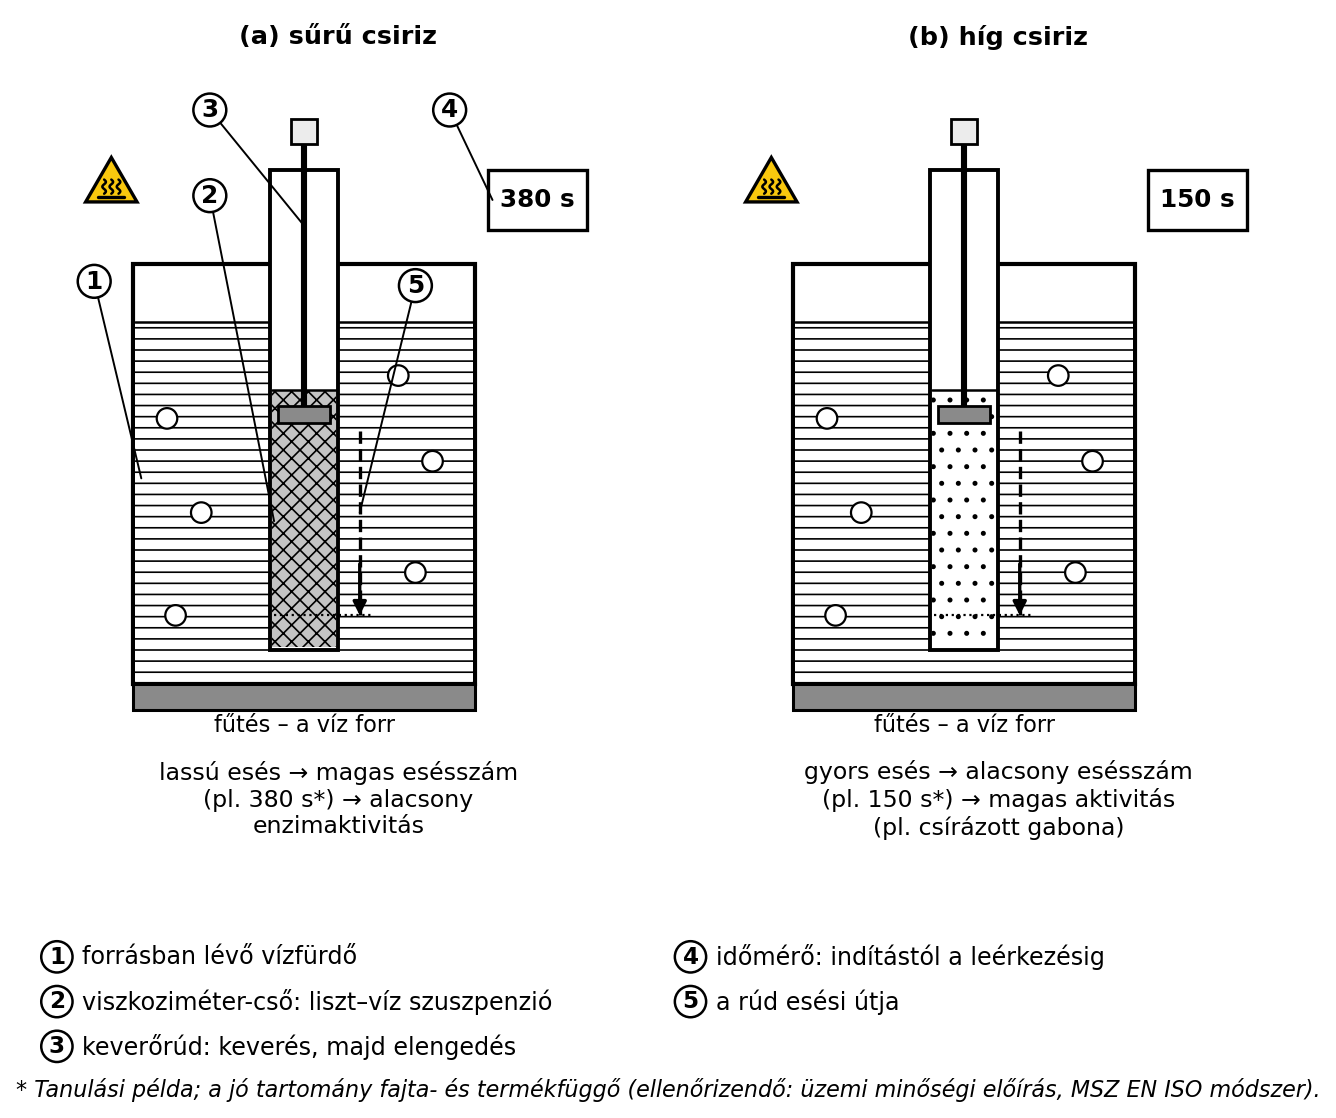 (a) sűrű csiriz
(b) híg csiriz
3
4
2
380 s
150 s
1
5
fűtés – a víz forr
fűtés – a víz forr
lassú esés → magas esésszám
(pl. 380 s*) → alacsony
enzimaktivitás
gyors esés → alacsony esésszám
(pl. 150 s*) → magas aktivitás
(pl. csírázott gabona)
1 forrásban lévő vízfürdő
2 viszkoziméter-cső: liszt–víz szuszpenzió
3 keverőrúd: keverés, majd elengedés
4 időmérő: indítástól a leérkezésig
5 a rúd esési útja
* Tanulási példa; a jó tartomány fajta- és termékfüggő (ellenőrizendő: üzemi minőségi előírás, MSZ EN ISO módszer).